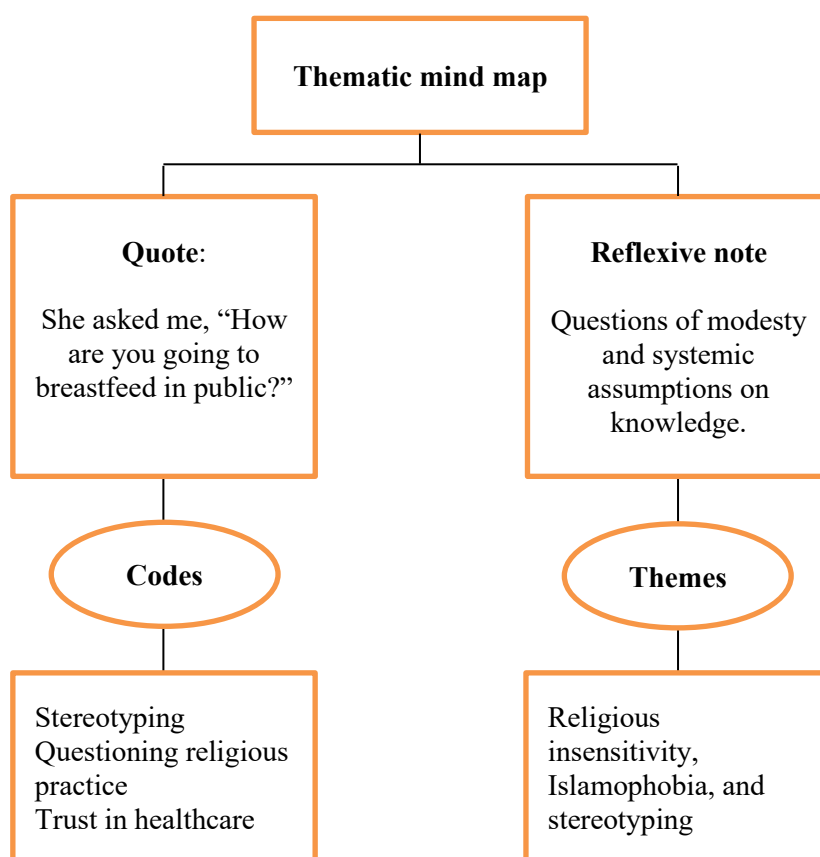 Thematic mind map
Quote:
She asked me, “How
are you going to
breastfeed in public?”
Reflexive note
Questions of modesty
and systemic
assumptions on
knowledge.
Codes
Themes
Stereotyping
Questioning religious
practice
Trust in healthcare
Religious
insensitivity,
Islamophobia, and
stereotyping